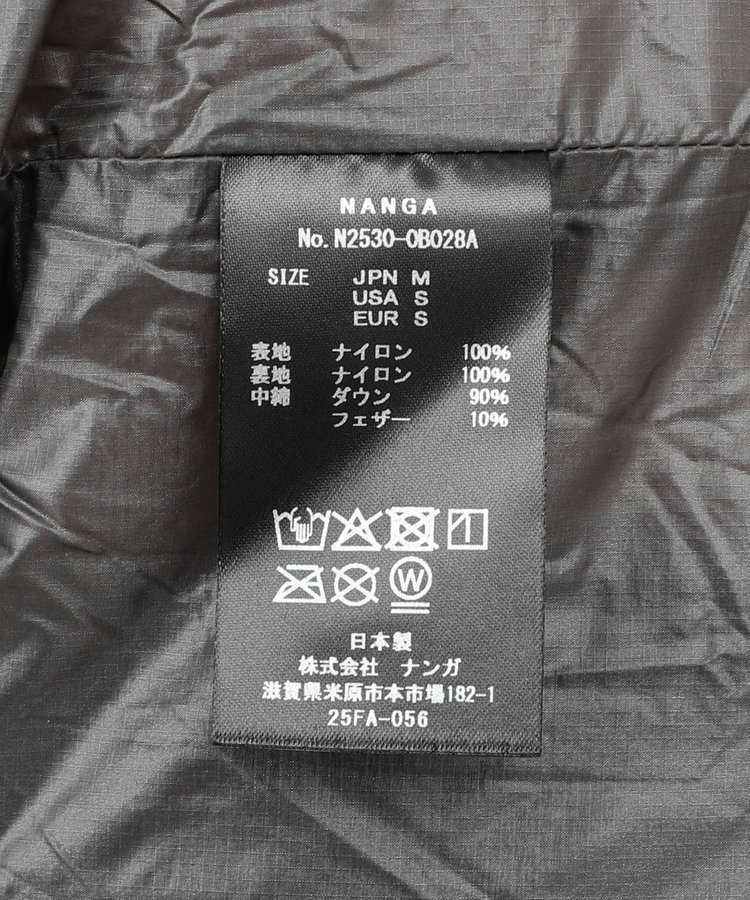 NANGA
No. N2530-0B028A
SIZE JPN M
USA S
EUR S
表地 ナイロン 100%
裏地 ナイロン 100%
中綿 ダウン 90%
フェザー 10%
W
日本製
株式会社 ナンガ
滋賀県米原市本市場182-1
25FA-056